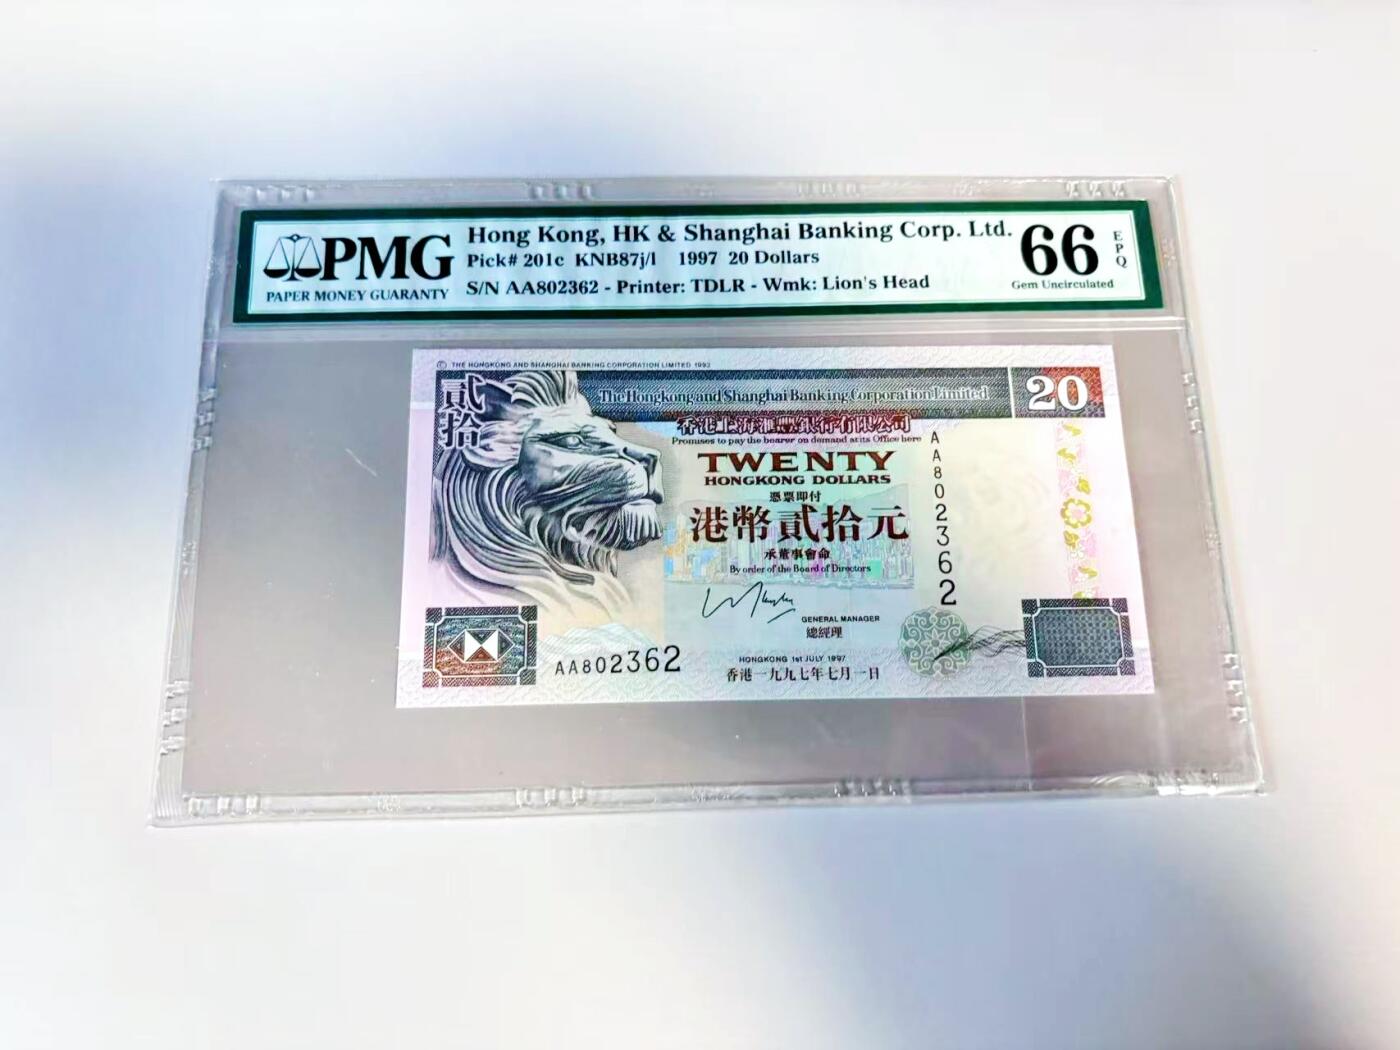 PMG
PAPER MONEY GUARANTY
Hong Kong, HK & Shanghai Banking Corp. Ltd.
Pick# 201c KNB87j/l 1997 20 Dollars
S/N AA802362 - Printer: TDLR - Wmk: Lion's Head
66
EPQ
Gem Uncirculated
© THE HONGKONG AND SHANGHAI BANKING CORPORATION LIMITED 1993
貳拾
The Hongkong and Shanghai Banking Corporation Limited
20
香港上海滙豐銀行有限公司
Promises to pay the bearer on demand at its Office here
AA802362
TWENTY
HONGKONG DOLLARS
憑票即付
港幣貳拾元
承董事會命
By order of the Board of Directors
GENERAL MANAGER
總經理
AA802362
HONGKONG 1st JULY 1997
香港一九九七年七月一日